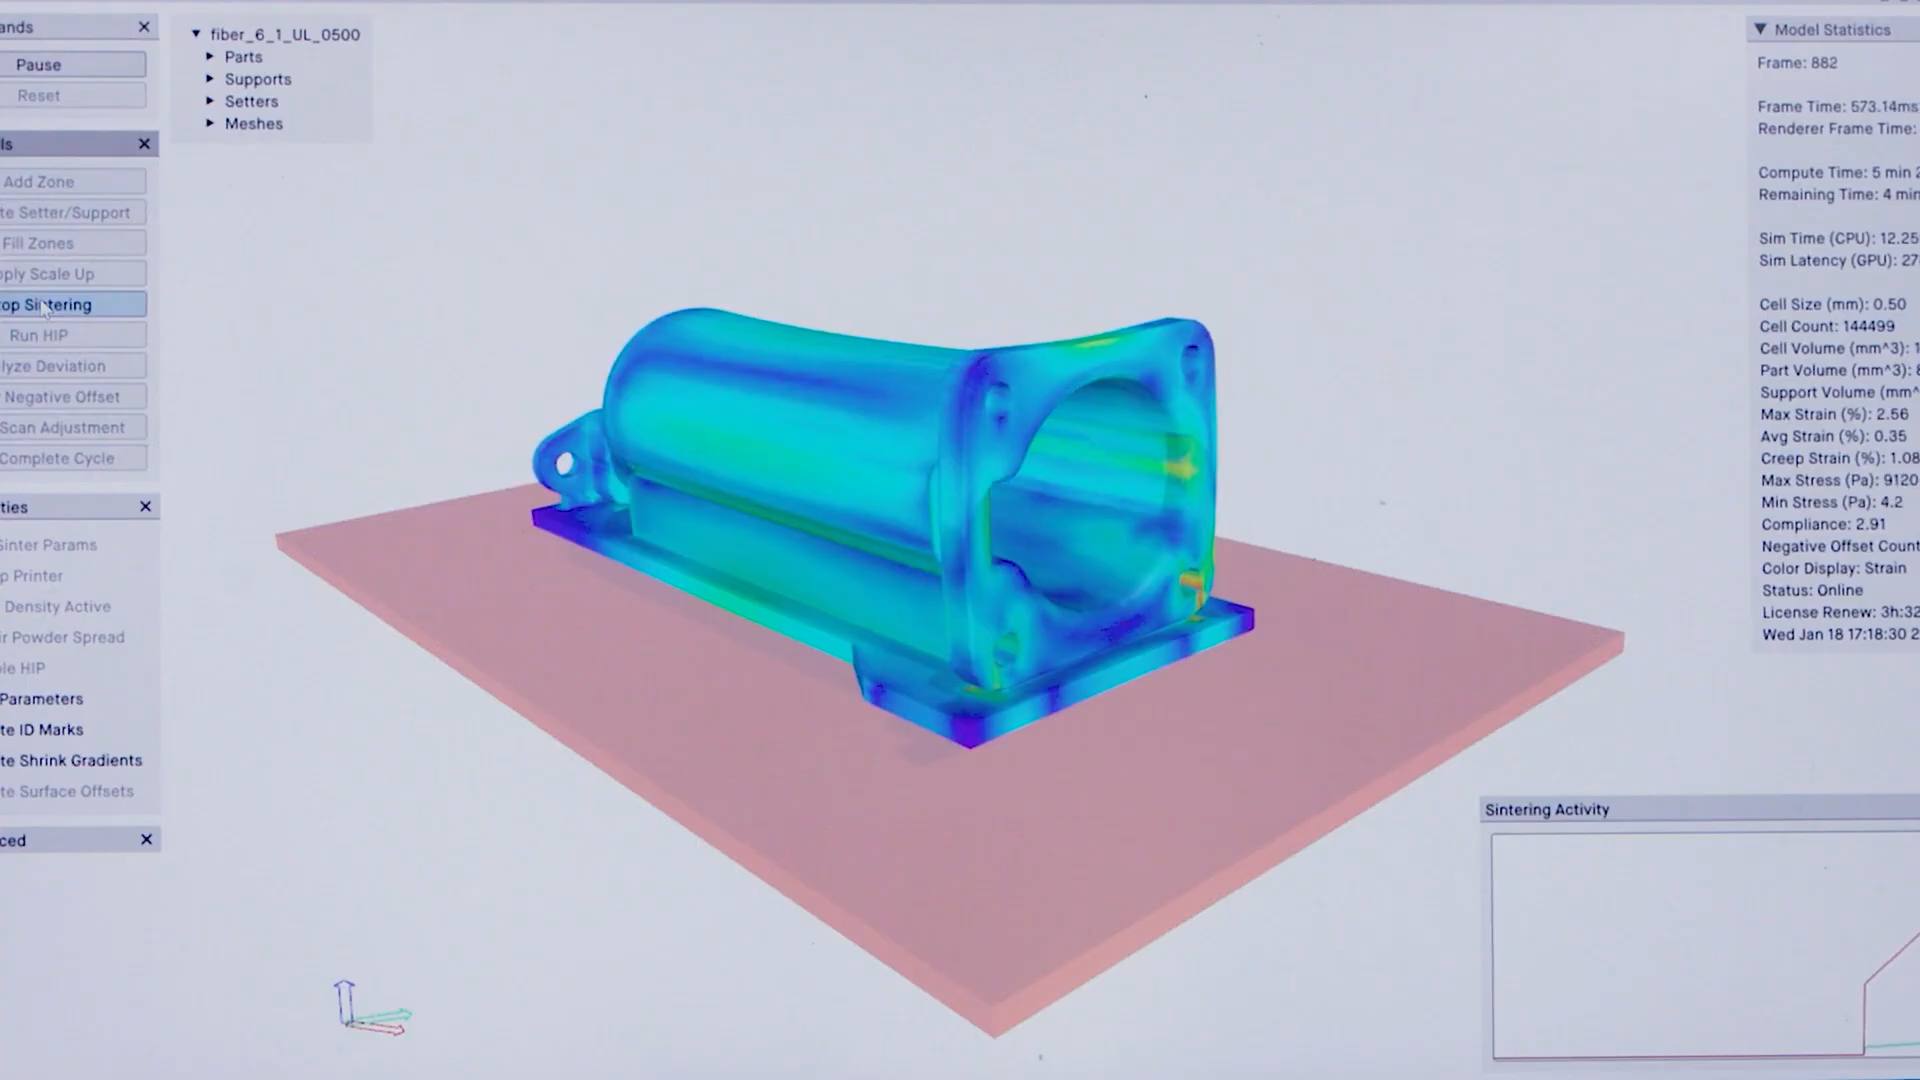 ands
Pause
Reset
ls
Add Zone
te Setter/Support
Fill Zones
pply Scale Up
top Sintering
Run HIP
lyze Deviation
Negative Offset
Scan Adjustment
Complete Cycle
ties
Sinter Params
p Printer
Density Active
ir Powder Spread
le HIP
Parameters
te ID Marks
te Shrink Gradients
te Surface Offsets
ced
fiber_6_1_UL_0500
Parts
Supports
Setters
Meshes
Model Statistics
Frame: 882
Frame Time: 573.14ms
Renderer Frame Time:
Compute Time: 5 min 2
Remaining Time: 4 min
Sim Time (CPU): 12.25
Sim Latency (GPU): 27
Cell Size (mm): 0.50
Cell Count: 144499
Cell Volume (mm^3): 1
Part Volume (mm^3): 8
Support Volume (mm^
Max Strain (%): 2.56
Avg Strain (%): 0.35
Creep Strain (%): 1.08
Max Stress (Pa): 9120
Min Stress (Pa): 4.2
Compliance: 2.91
Negative Offset Count
Color Display: Strain
Status: Online
License Renew: 3h:32
Wed Jan 18 17:18:30 2
Sintering Activity